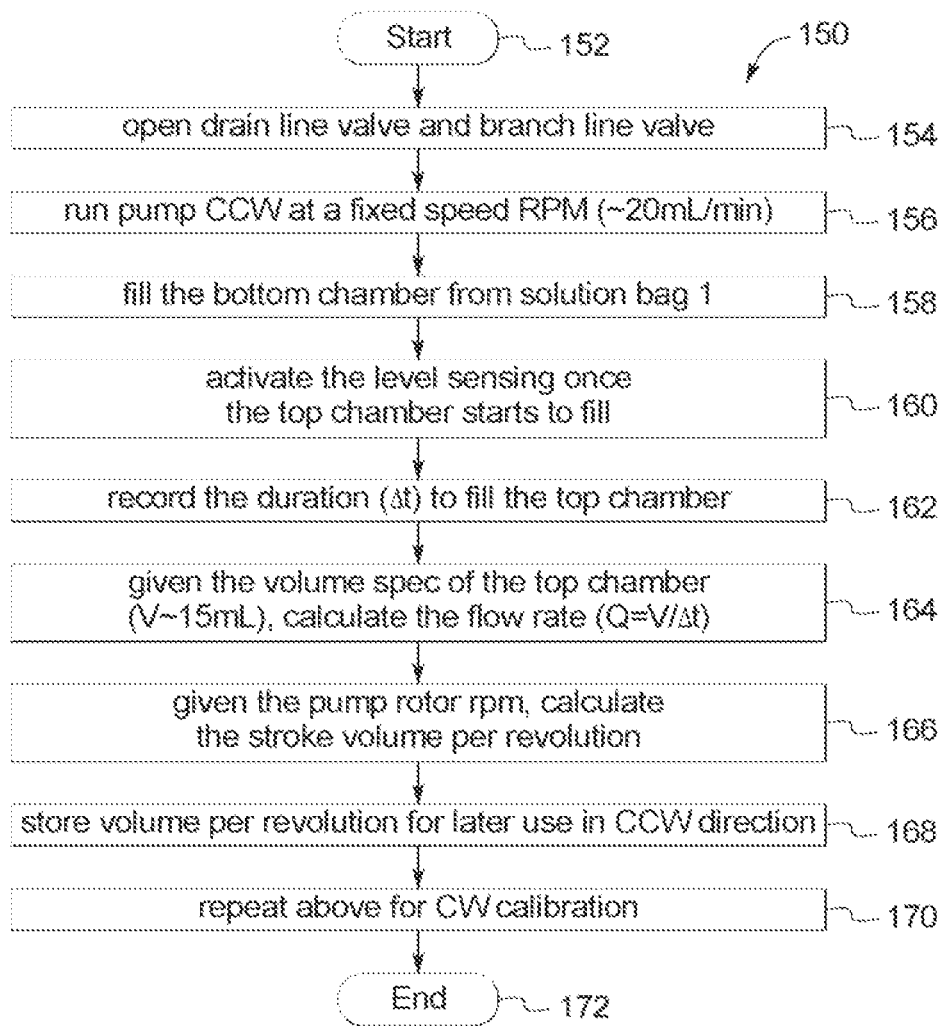 Start
152
150
open drain line valve and branch line valve
154
run pump CCW at a fixed speed RPM (~20mL/min)
156
fill the bottom chamber from solution bag 1
158
activate the level sensing once
the top chamber starts to fill
160
record the duration (Δt) to fill the top chamber
162
given the volume spec of the top chamber
(V~15mL), calculate the flow rate (Q=V/Δt)
164
given the pump rotor rpm, calculate
the stroke volume per revolution
166
store volume per revolution for later use in CCW direction
168
repeat above for CW calibration
170
End
172